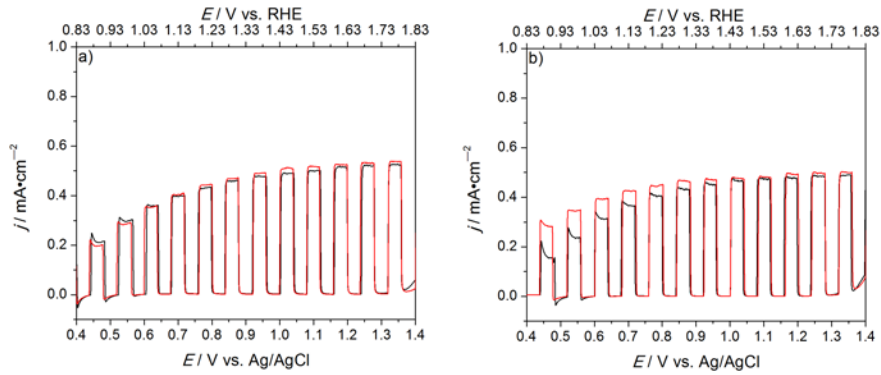 E / V vs. RHE
0.83 0.93 1.03 1.13 1.23 1.33 1.43 1.53 1.63 1.73 1.83
a)
1.0
0.8
0.6
0.4
0.2
0.0
j / mA•cm⁻²
0.4 0.5 0.6 0.7 0.8 0.9 1.0 1.1 1.2 1.3 1.4
E / V vs. Ag/AgCl
E / V vs. RHE
0.83 0.93 1.03 1.13 1.23 1.33 1.43 1.53 1.63 1.73 1.83
b)
1.0
0.8
0.6
0.4
0.2
0.0
j / mA•cm⁻²
0.4 0.5 0.6 0.7 0.8 0.9 1.0 1.1 1.2 1.3 1.4
E / V vs. Ag/AgCl